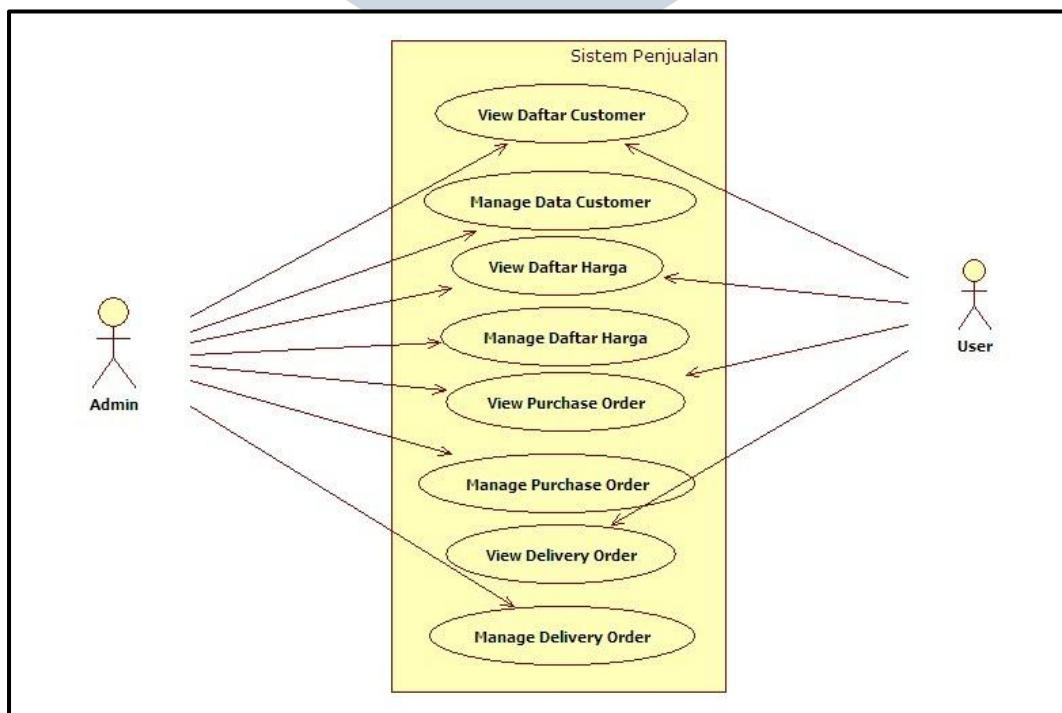 Sistem Penjualan
View Daftar Customer
Manage Data Customer
View Daftar Harga
Manage Daftar Harga
View Purchase Order
Manage Purchase Order
View Delivery Order
Manage Delivery Order
Admin
User